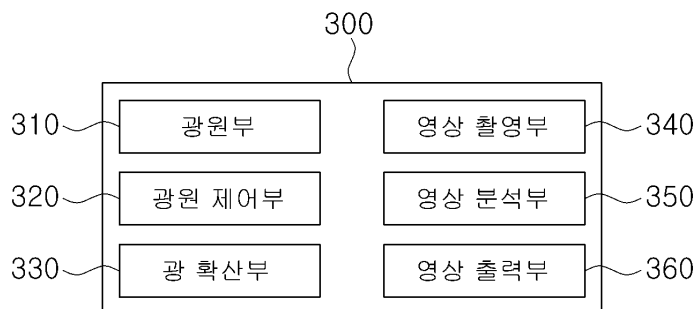 300
310 광원부 영상 촬영부 340
320 광원 제어부 영상 분석부 350
330 광 확산부 영상 출력부 360